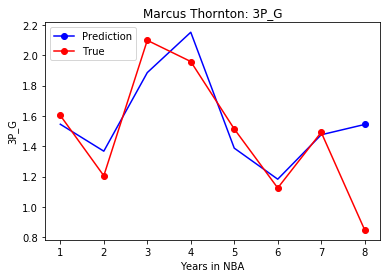 Marcus Thornton: 3P_G
Prediction
True
2.2
2.0
1.8
1.6
1.4
1.2
1.0
0.8
3P_G
1 2 3 4 5 6 7 8
Years in NBA